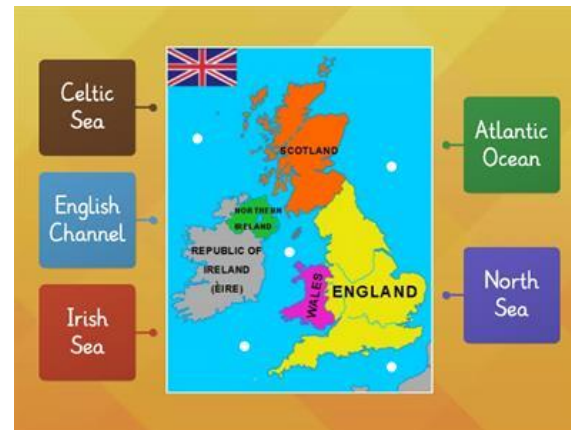 Celtic
Sea
English
Channel
Irish
Sea
SCOTLAND
NORTHERN
IRELAND
REPUBLIC OF
IRELAND
(EIRE)
WALES
ENGLAND
Atlantic
Ocean
North
Sea